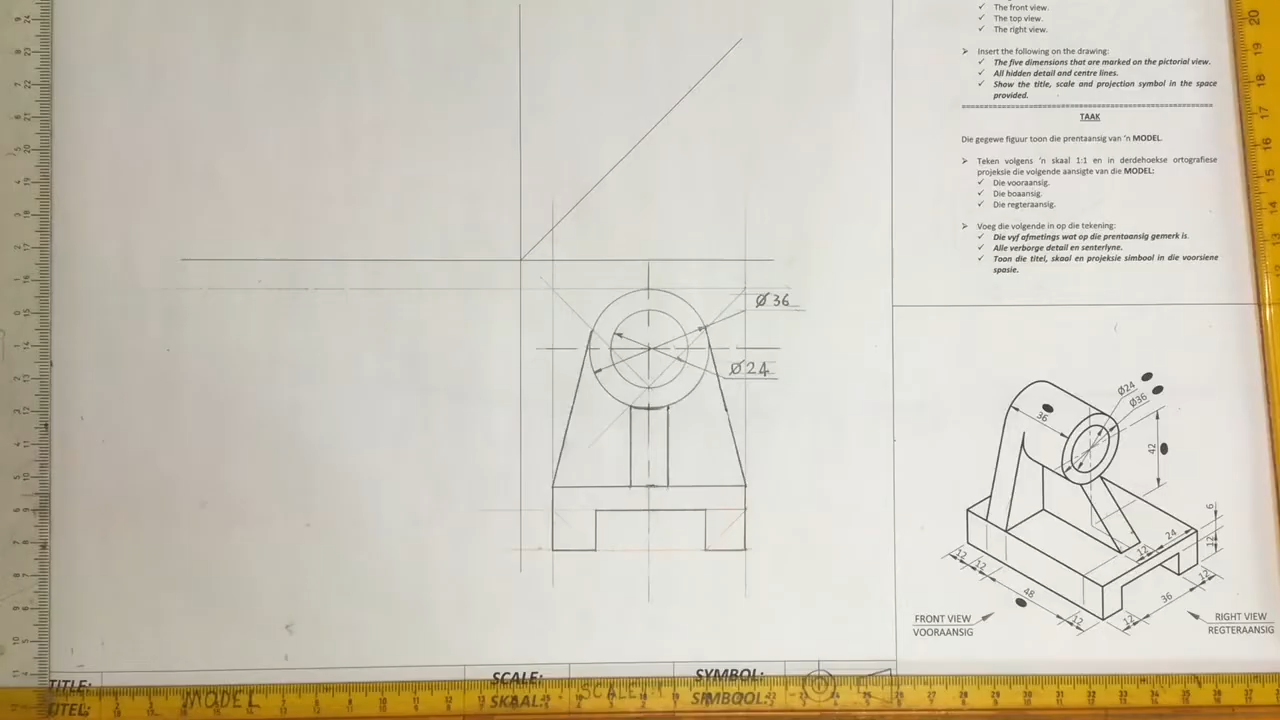 ✓ The front view.
✓ The top view.
✓ The right view.
➢ Insert the following on the drawing:
✓ The five dimensions that are marked on the pictorial view.
✓ All hidden detail and centre lines.
✓ Show the title, scale and projection symbol in the space
provided.
TAAK
Die gegewe figuur toon die prentaansig van 'n MODEL.
➢ Teken volgens 'n skaal 1:1 en in derdehoekse ortografiese
projeksie die volgende aansigte van die MODEL:
✓ Die vooraansig.
✓ Die boaansig.
✓ Die regteraansig.
➢ Voeg die volgende in op die tekening:
✓ Die vyf afmetings wat op die prentaansig gemerk is.
✓ Alle verborge detail en senterlyne.
✓ Toon die titel, skaal en projeksie simbool in die voorsiene
spasie.
Ø36
Ø24
Ø24
Ø36
36
42
6
12
24
12
12
12
48
12
12
36
12
FRONT VIEW
VOORAANSIG
RIGHT VIEW
REGTERAANSIG
TITLE:
TITEL:
MODEL
SCALE:
SKAAL:
SCALE
SYMBOL:
SIMBOOL: